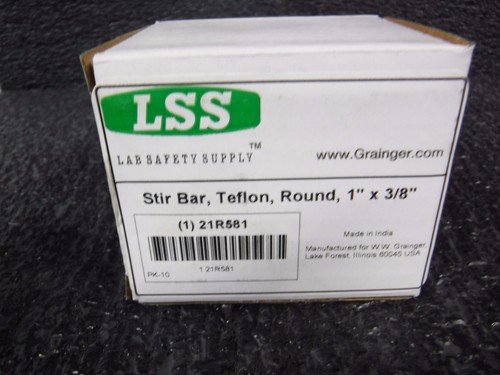 LSS
TM
LAB SAFETY SUPPLY
www.Grainger.com
Stir Bar, Teflon, Round, 1" x 3/8"
(1) 21R581
Made in India
Manufactured for W.W. Grainger,
Lake Forest, Illinois 60045 USA
PK-10
1 21R581